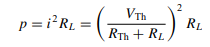 p = i²R_L = (V_Th / (R_Th + R_L))² R_L